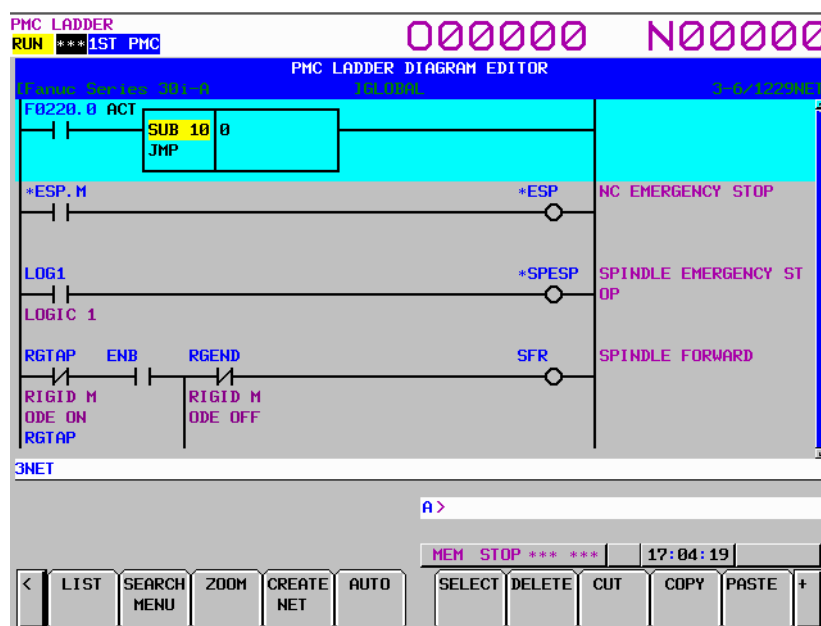 PMC LADDER
RUN ***1ST PMC
O00000 N00000
PMC LADDER DIAGRAM EDITOR
[Fanuc Series 30i-A ]GLOBAL 3-6/1229NET
F0220.0 ACT
SUB 10 0
JMP
*ESP.M *ESP NC EMERGENCY STOP
LOG1 *SPESP SPINDLE EMERGENCY ST
OP
LOGIC 1
RGTAP ENB RGEND SFR SPINDLE FORWARD
RIGID M RIGID M
ODE ON ODE OFF
RGTAP
3NET
A>
MEM STOP *** *** 17:04:19
< LIST SEARCH ZOOM CREATE AUTO SELECT DELETE CUT COPY PASTE +
MENU NET